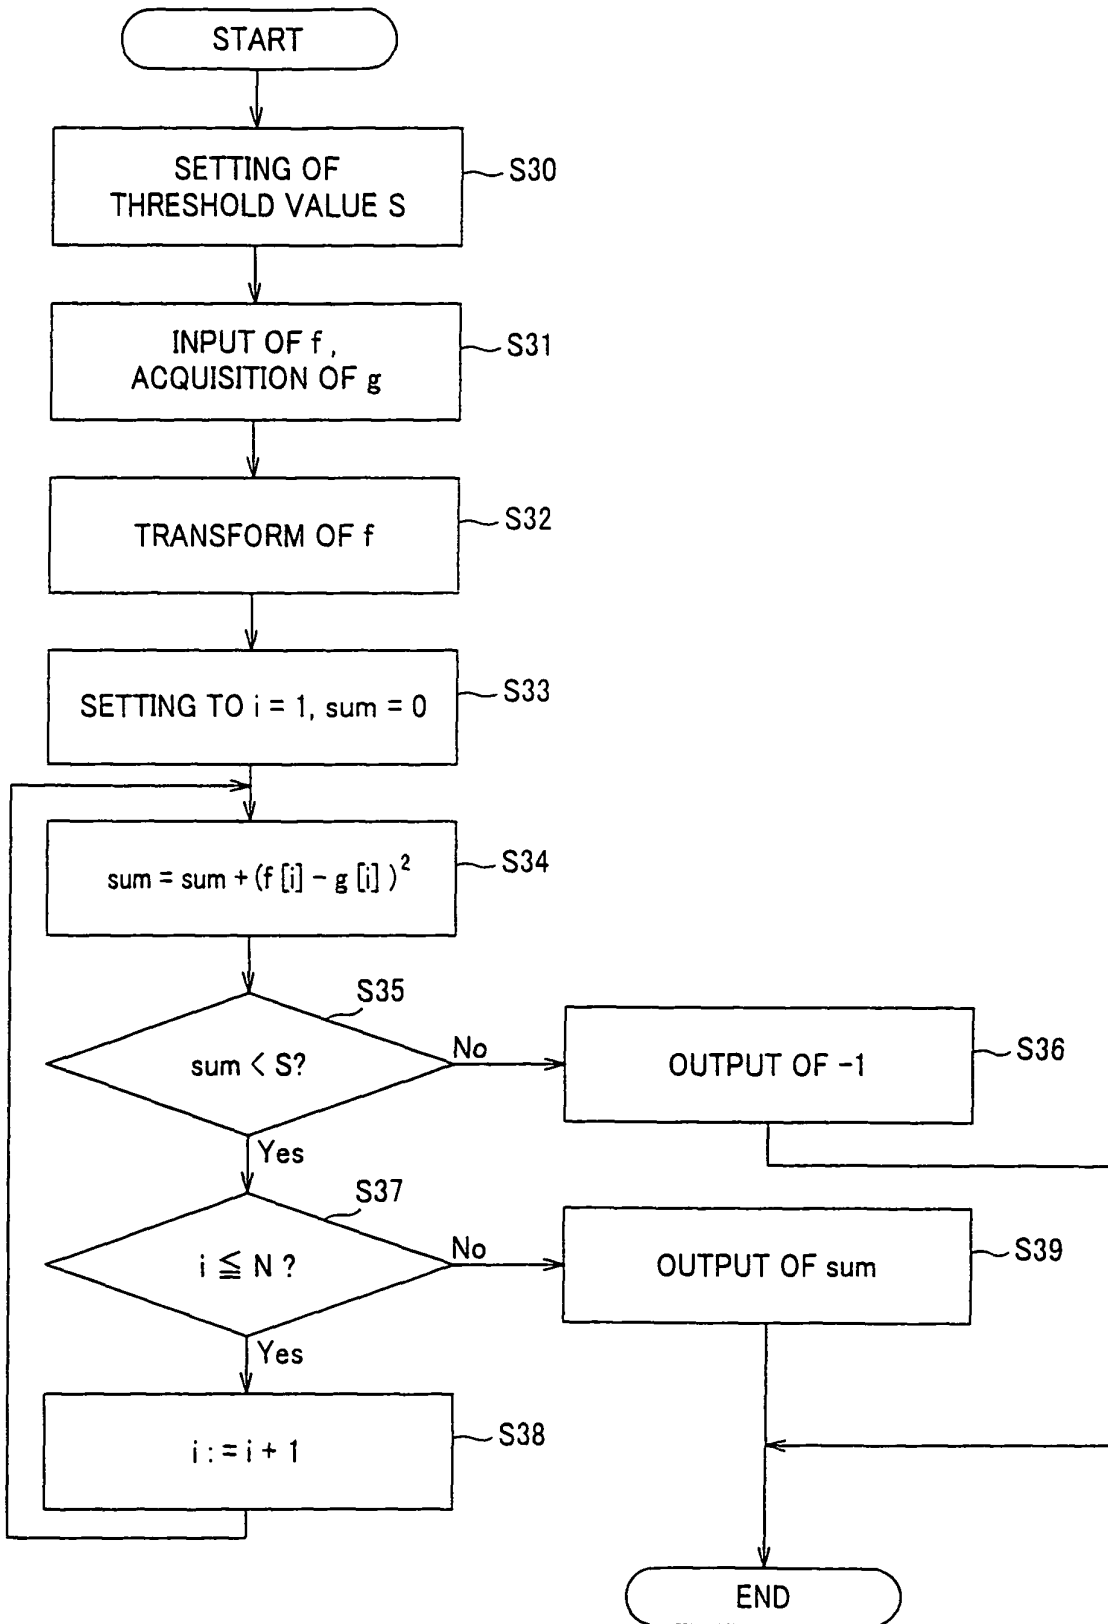 START
SETTING OF
THRESHOLD VALUE S
S30
INPUT OF f,
ACQUISITION OF g
S31
TRANSFORM OF f
S32
SETTING TO i = 1, sum = 0
S33
sum = sum + (f [i] - g [i] )²
S34
S35
sum < S?
No
OUTPUT OF -1
S36
Yes
S37
i ≦ N ?
No
OUTPUT OF sum
S39
Yes
i : = i + 1
S38
END